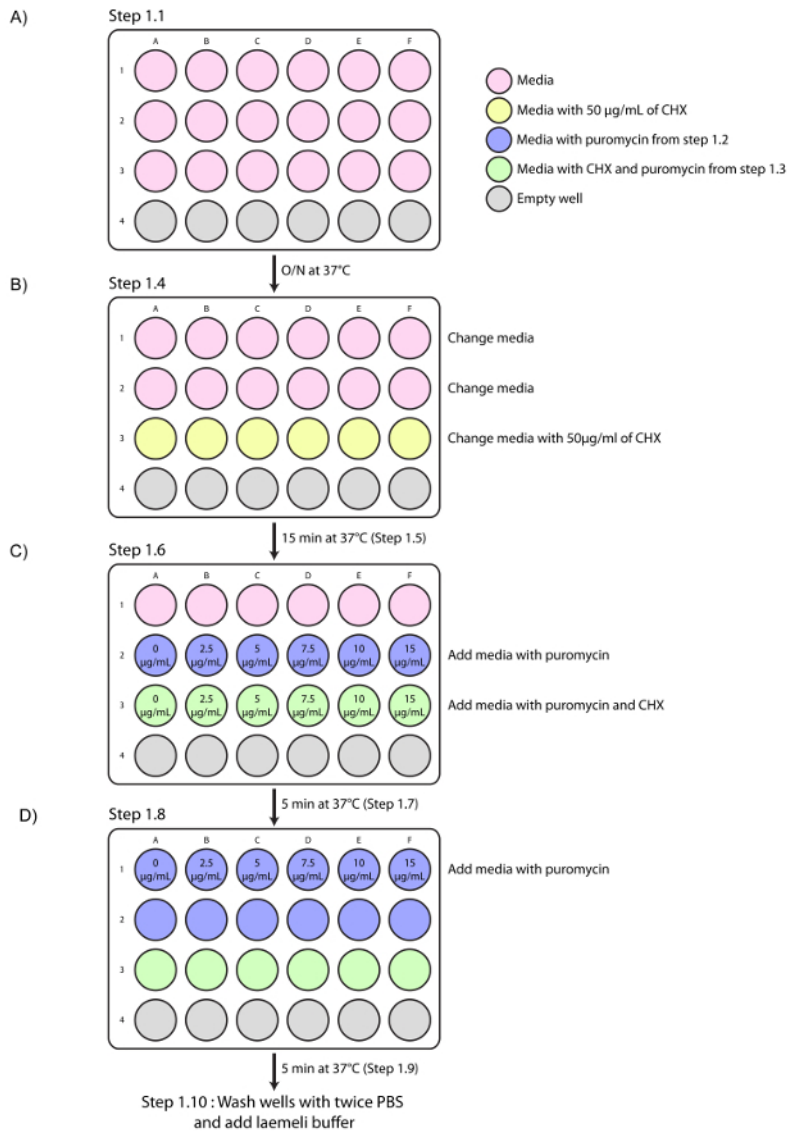 A)
Step 1.1
A B C D E F
1
2
3
4
Media
Media with 50 µg/mL of CHX
Media with puromycin from step 1.2
Media with CHX and puromycin from step 1.3
Empty well
O/N at 37°C
B)
Step 1.4
A B C D E F
1 Change media
2 Change media
3 Change media with 50µg/ml of CHX
4
15 min at 37°C (Step 1.5)
C)
Step 1.6
A B C D E F
1
2 0 2.5 5 7.5 10 15 Add media with puromycin
µg/mL µg/mL µg/mL µg/mL µg/mL µg/mL
3 0 2.5 5 7.5 10 15 Add media with puromycin and CHX
µg/mL µg/mL µg/mL µg/mL µg/mL µg/mL
4
5 min at 37°C (Step 1.7)
D)
Step 1.8
A B C D E F
1 0 2.5 5 7.5 10 15 Add media with puromycin
µg/mL µg/mL µg/mL µg/mL µg/mL µg/mL
2
3
4
5 min at 37°C (Step 1.9)
Step 1.10 : Wash wells with twice PBS
and add laemeli buffer